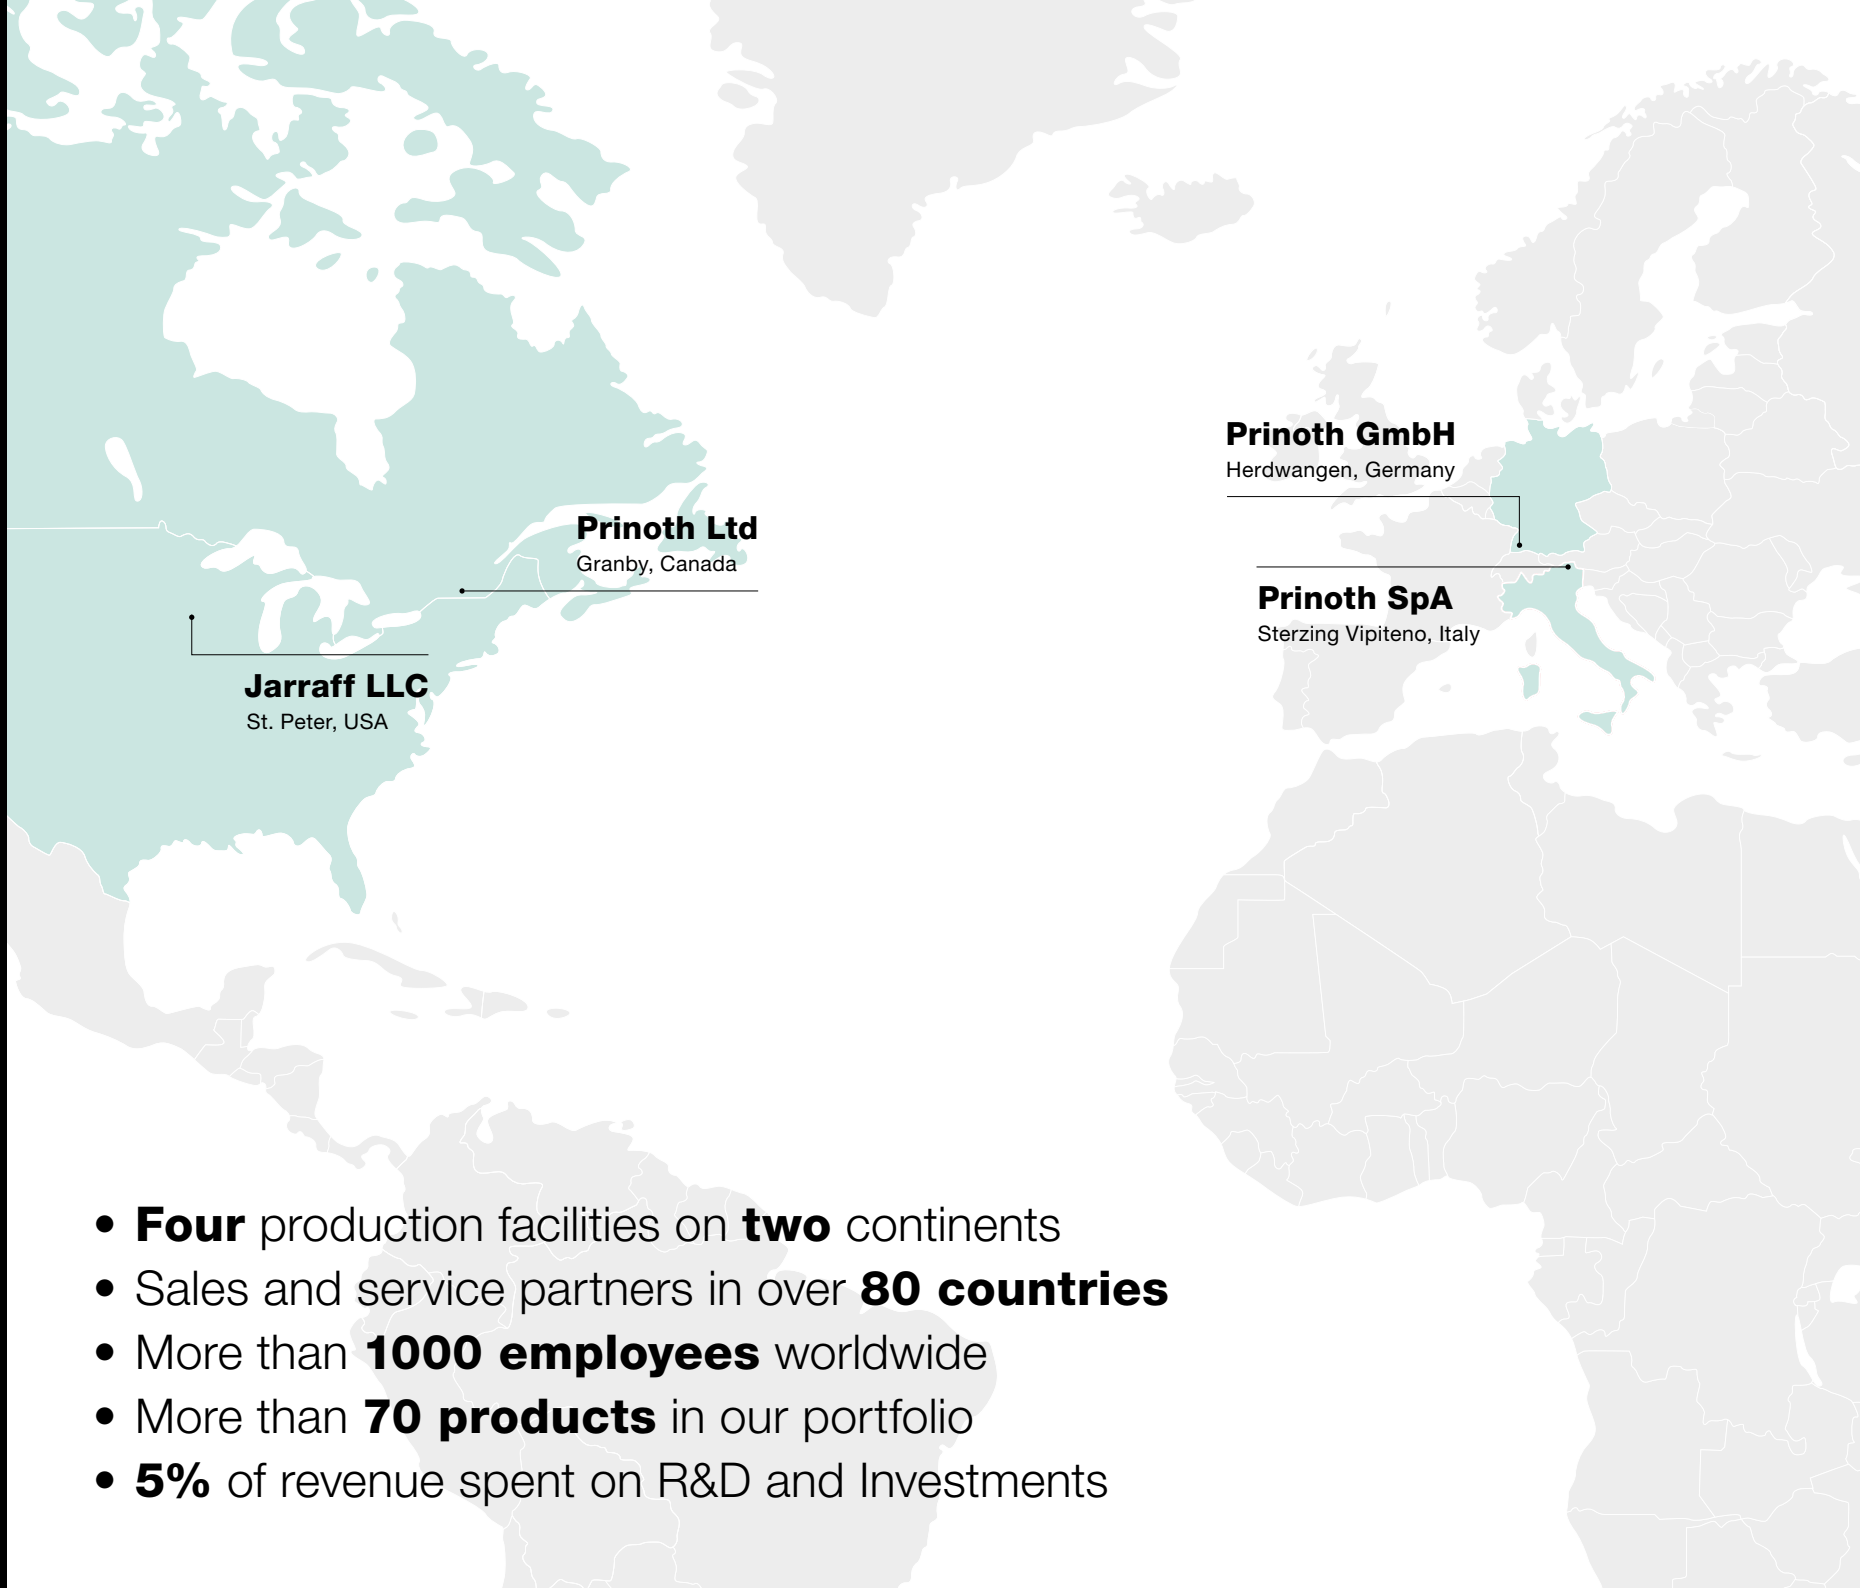 Prinoth GmbH
Herdwangen, Germany
Prinoth Ltd
Granby, Canada
Prinoth SpA
Sterzing Vipiteno, Italy
Jarraff LLC
St. Peter, USA
• Four production facilities on two continents
• Sales and service partners in over 80 countries
• More than 1000 employees worldwide
• More than 70 products in our portfolio
• 5% of revenue spent on R&D and Investments